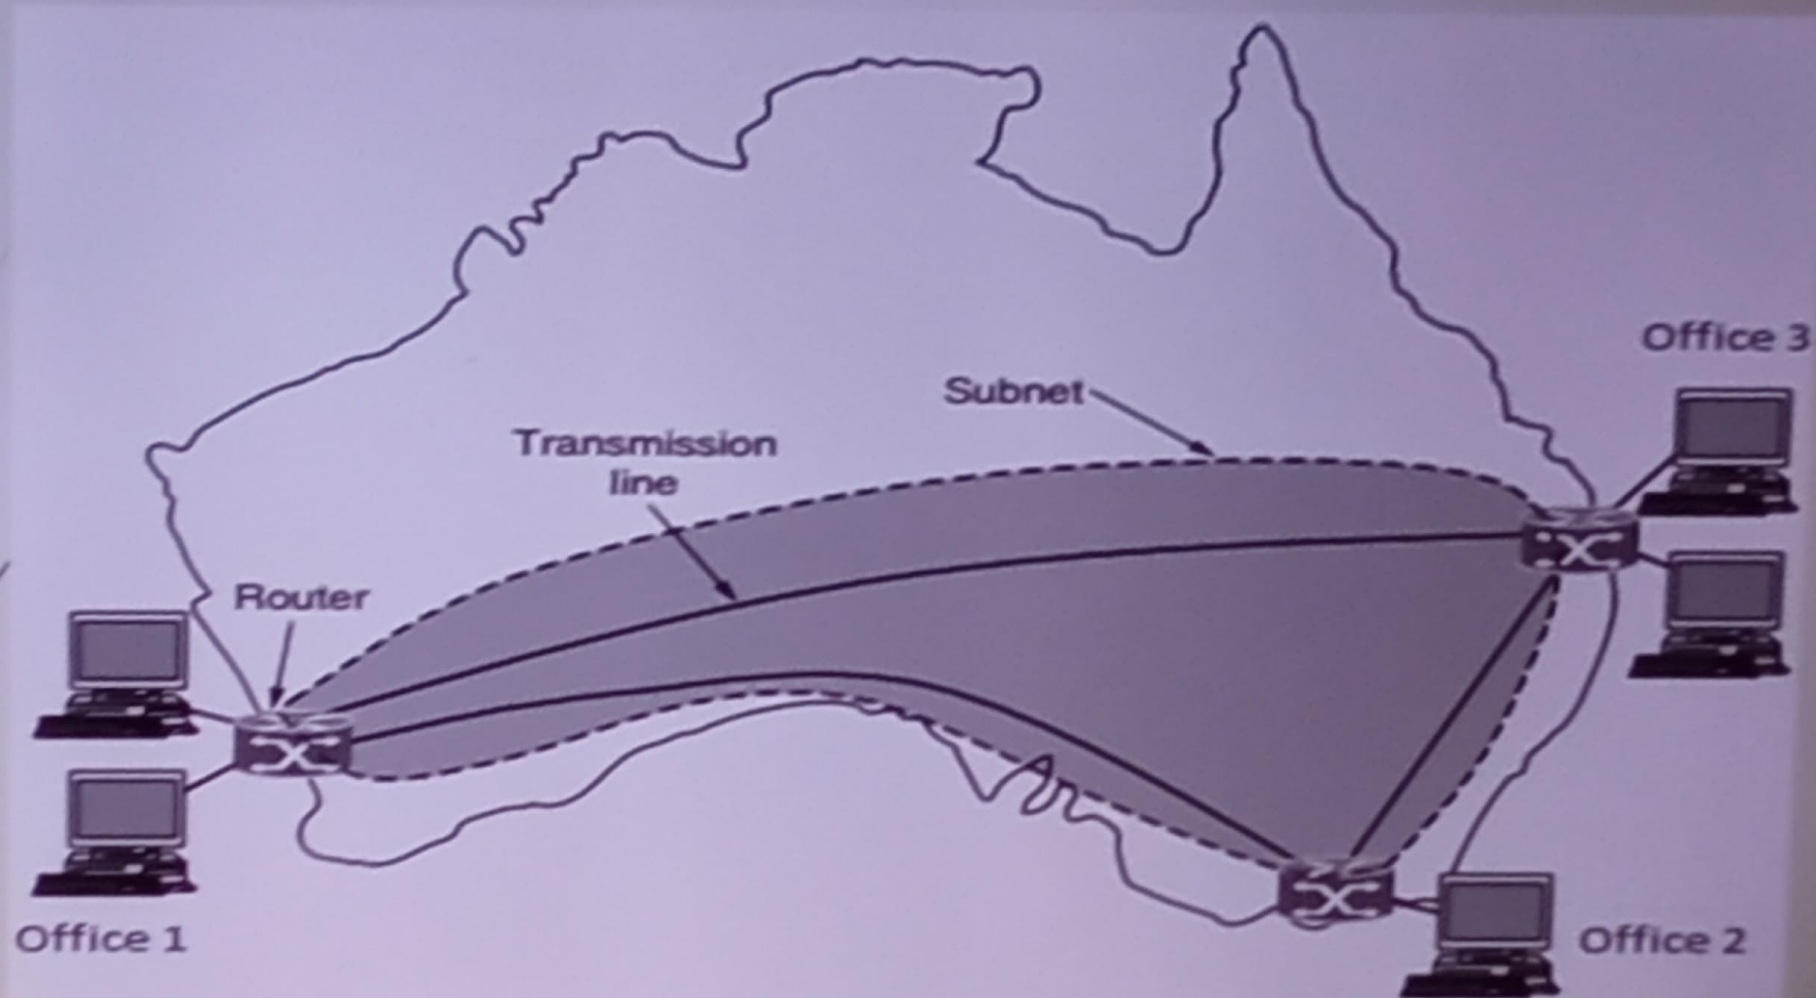 Office 3
Subnet
Transmission
line
Router
Office 1
Office 2